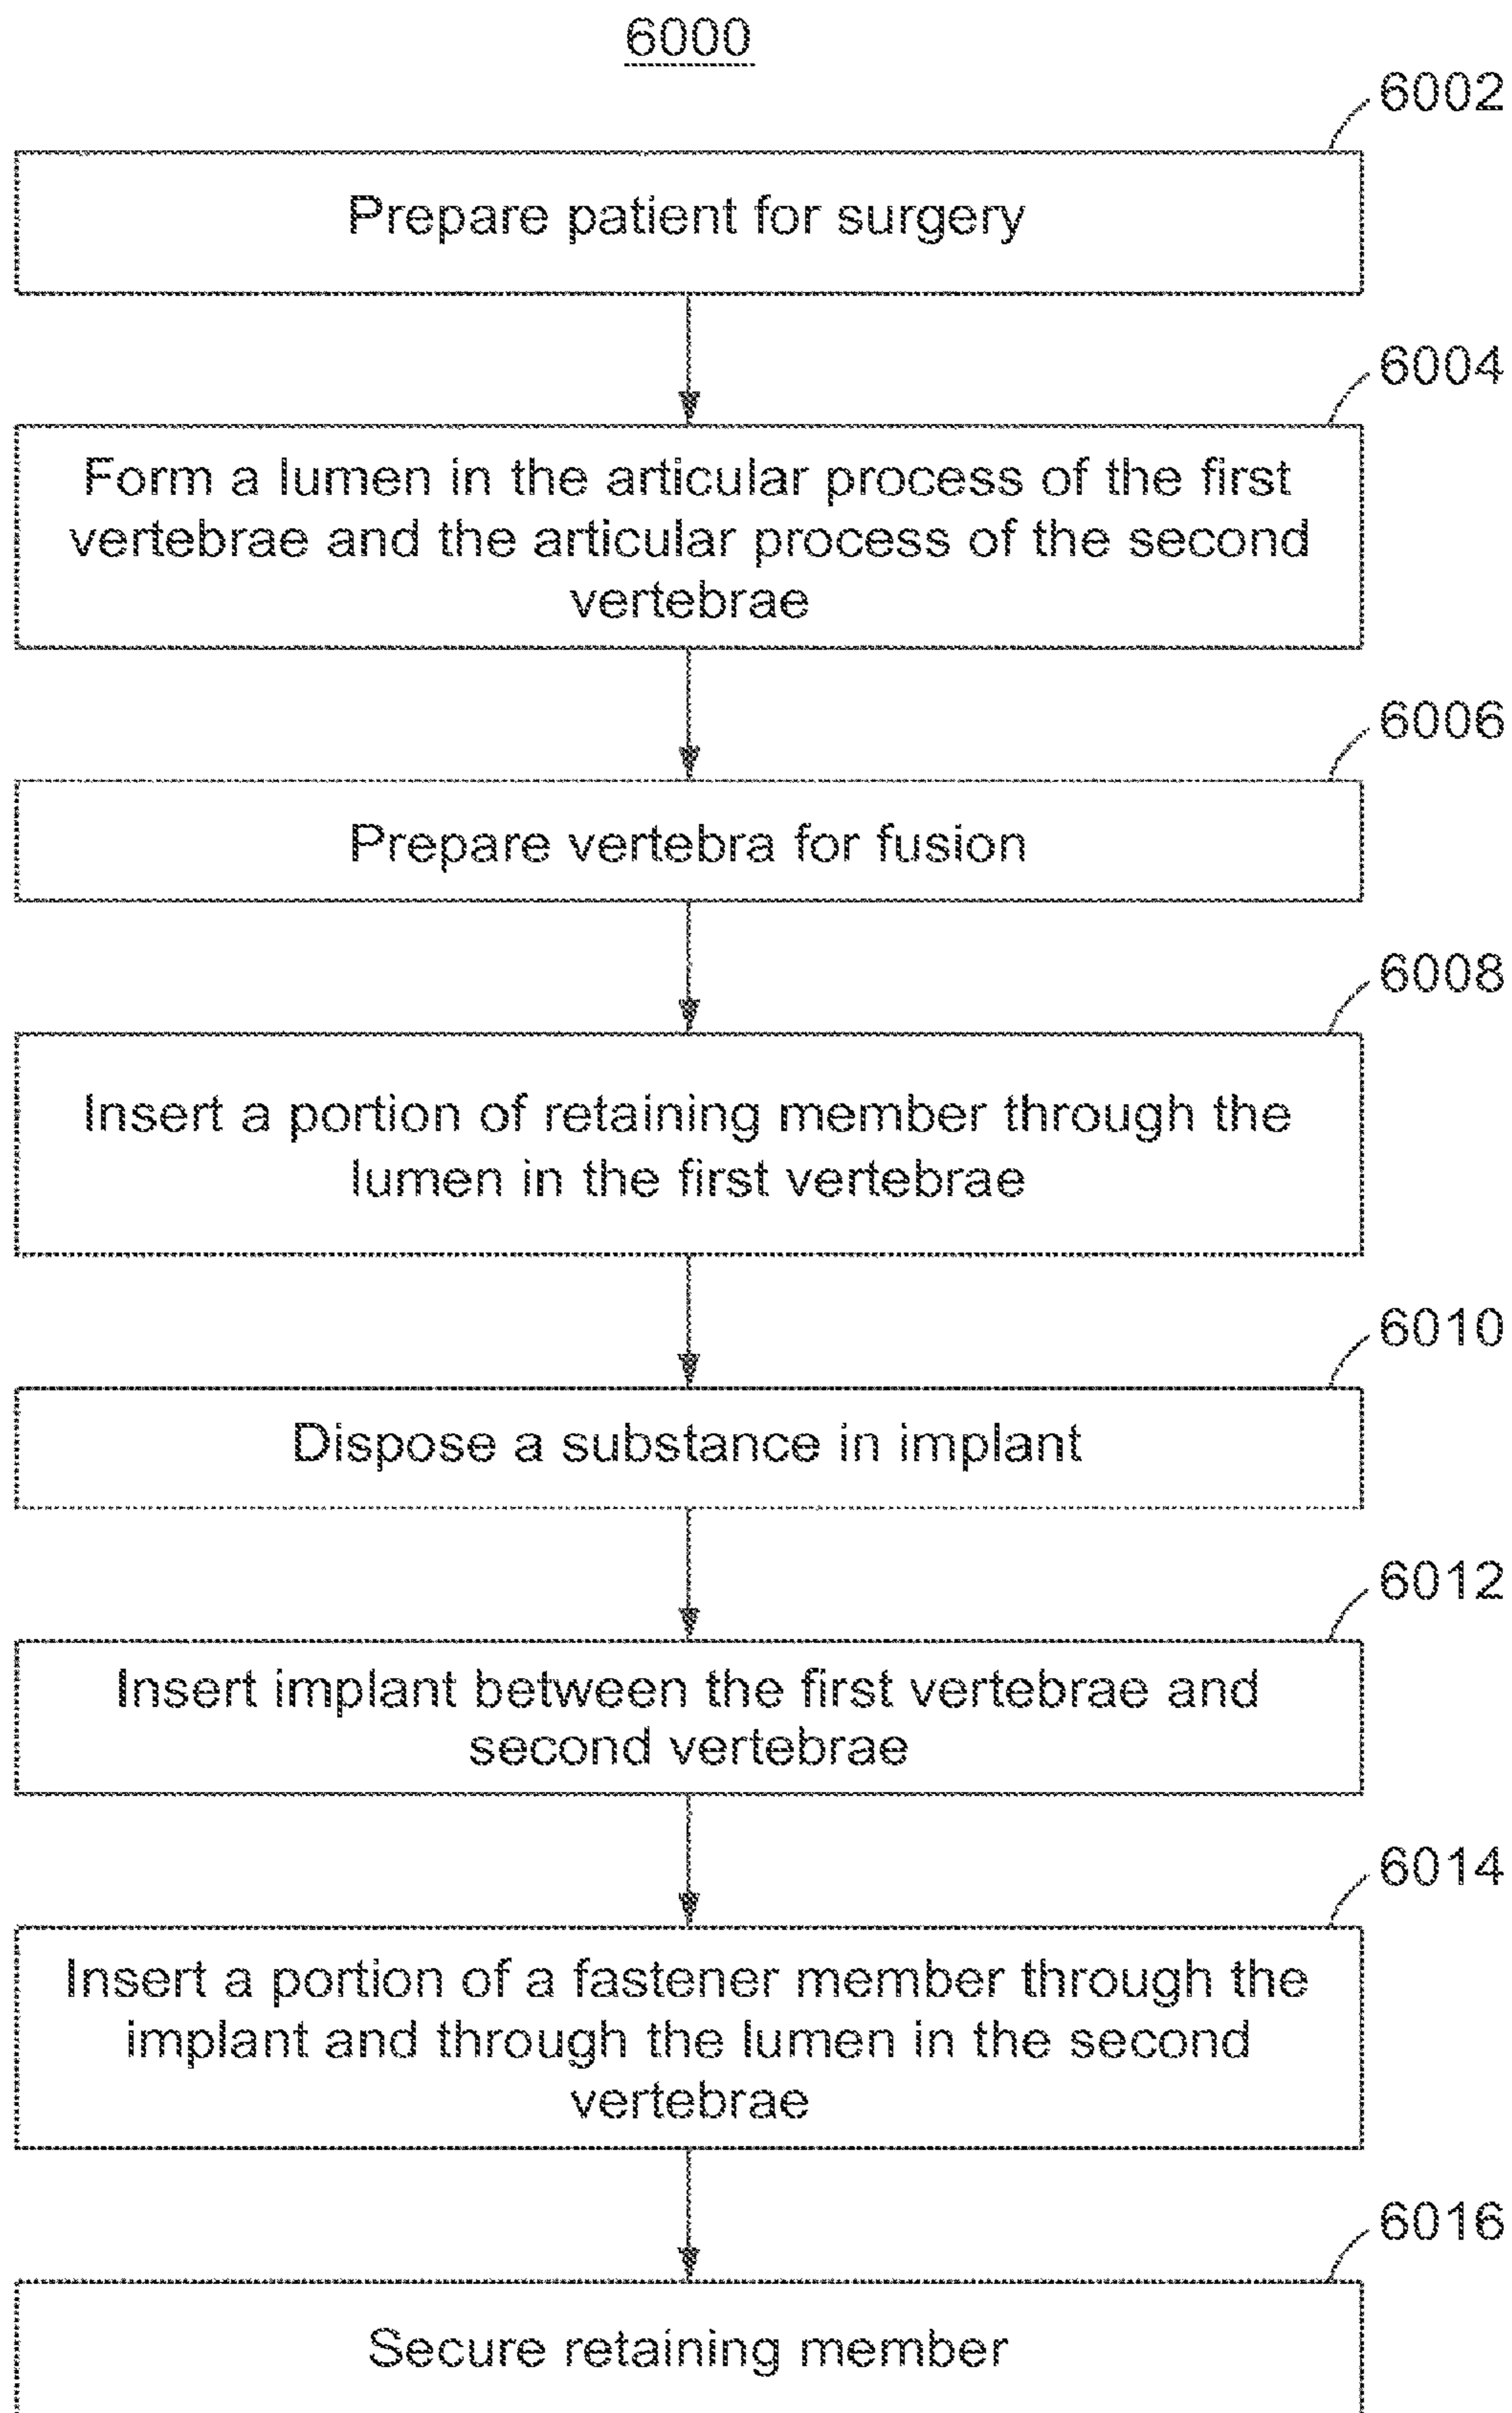 6000
6002
Prepare patient for surgery
6004
Form a lumen in the articular process of the first
vertebrae and the articular process of the second
vertebrae
6006
Prepare vertebra for fusion
6008
Insert a portion of retaining member through the
lumen in the first vertebrae
6010
Dispose a substance in implant
6012
Insert implant between the first vertebrae and
second vertebrae
6014
Insert a portion of a fastener member through the
implant and through the lumen in the second
vertebrae
6016
Secure retaining member